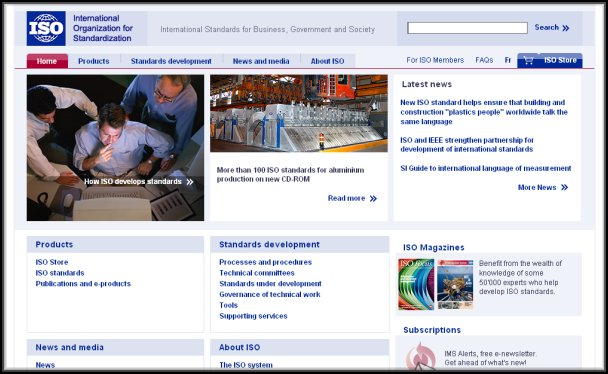 ISO
International
Organization for
Standardization
International Standards for Business, Government and Society
Search
Home
Products
Standards development
News and media
About ISO
For ISO Members
FAQs
Fr
ISO Store
How ISO develops standards
More than 100 ISO standards for aluminium
production on new CD-ROM
Read more
Latest news
New ISO standard helps ensure that building and
construction "plastics people" worldwide talk the
same language
ISO and IEEE strengthen partnership for
development of international standards
SI Guide to international language of measurement
More News
Products
ISO Store
ISO standards
Publications and e-products
Standards development
Processes and procedures
Technical committees
Standards under development
Governance of technical work
Tools
Supporting services
ISO Magazines
ISO Focus
Benefit from the wealth of
knowledge of some
50'000 experts who help
develop ISO standards.
Subscriptions
IMS Alerts, free e-newsletter.
Get ahead of what's new!
News and media
News
About ISO
The ISO system